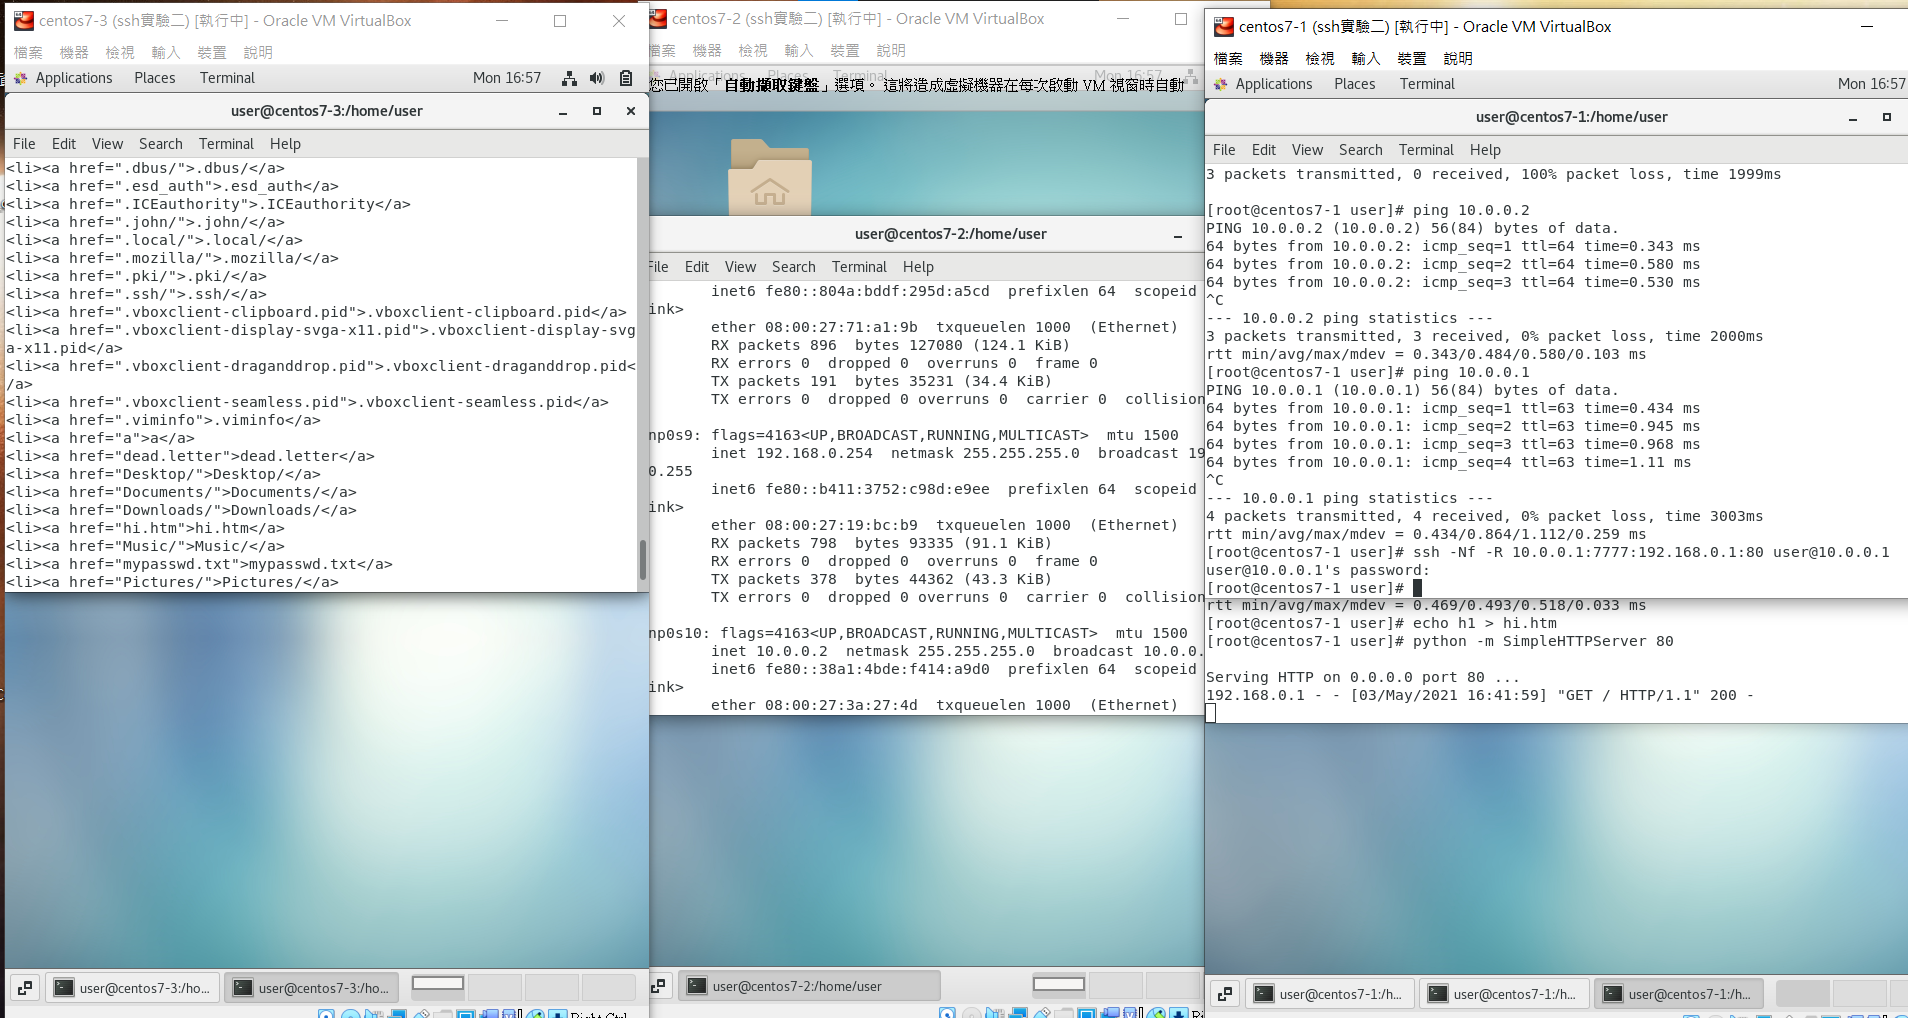 centos7-3 (ssh實驗二) [執行中] - Oracle VM VirtualBox
檔案 機器 檢視 輸入 裝置 說明
Applications Places Terminal Mon 16:57
user@centos7-3:/home/user
File Edit View Search Terminal Help
<li><a href=".dbus/">.dbus/</a>
<li><a href=".esd_auth">.esd_auth</a>
<li><a href=".ICEauthority">.ICEauthority</a>
<li><a href=".john/">.john/</a>
<li><a href=".local/">.local/</a>
<li><a href=".mozilla/">.mozilla/</a>
<li><a href=".pki/">.pki/</a>
<li><a href=".ssh/">.ssh/</a>
<li><a href=".vboxclient-clipboard.pid">.vboxclient-clipboard.pid</a>
<li><a href=".vboxclient-display-svga-x11.pid">.vboxclient-display-svg
a-x11.pid</a>
<li><a href=".vboxclient-draganddrop.pid">.vboxclient-draganddrop.pid<
/a>
<li><a href=".vboxclient-seamless.pid">.vboxclient-seamless.pid</a>
<li><a href=".viminfo">.viminfo</a>
<li><a href="a">a</a>
<li><a href="dead.letter">dead.letter</a>
<li><a href="Desktop/">Desktop/</a>
<li><a href="Documents/">Documents/</a>
<li><a href="Downloads/">Downloads/</a>
<li><a href="hi.htm">hi.htm</a>
<li><a href="Music/">Music/</a>
<li><a href="mypasswd.txt">mypasswd.txt</a>
<li><a href="Pictures/">Pictures/</a>
user@centos7-3:/ho... user@centos7-3:/ho...
Right Ctrl
centos7-2 (ssh實驗二) [執行中] - Oracle VM VirtualBox
檔案 機器 檢視 輸入 裝置 說明
Applications Places Terminal Mon 16:57
您已開啟「自動擷取鍵盤」選項。 這將造成虛擬機器在每次啟動 VM 視窗時自動
user@centos7-2:/home/user
File Edit View Search Terminal Help
inet6 fe80::804a:bddf:295d:a5cd prefixlen 64 scopeid
ink>
ether 08:00:27:71:a1:9b txqueuelen 1000 (Ethernet)
RX packets 896 bytes 127080 (124.1 KiB)
RX errors 0 dropped 0 overruns 0 frame 0
TX packets 191 bytes 35231 (34.4 KiB)
TX errors 0 dropped 0 overruns 0 carrier 0 collision
np0s9: flags=4163<UP,BROADCAST,RUNNING,MULTICAST> mtu 1500
inet 192.168.0.254 netmask 255.255.255.0 broadcast 19
0.255
inet6 fe80::b411:3752:c98d:e9ee prefixlen 64 scopeid
ink>
ether 08:00:27:19:bc:b9 txqueuelen 1000 (Ethernet)
RX packets 798 bytes 93335 (91.1 KiB)
RX errors 0 dropped 0 overruns 0 frame 0
TX packets 378 bytes 44362 (43.3 KiB)
TX errors 0 dropped 0 overruns 0 carrier 0 collision
np0s10: flags=4163<UP,BROADCAST,RUNNING,MULTICAST> mtu 1500
inet 10.0.0.2 netmask 255.255.255.0 broadcast 10.0.0.
inet6 fe80::38a1:4bde:f414:a9d0 prefixlen 64 scopeid
ink>
ether 08:00:27:3a:27:4d txqueuelen 1000 (Ethernet)
user@centos7-2:/home/user
centos7-1 (ssh實驗二) [執行中] - Oracle VM VirtualBox
檔案 機器 檢視 輸入 裝置 說明
Applications Places Terminal Mon 16:57
user@centos7-1:/home/user
File Edit View Search Terminal Help
3 packets transmitted, 0 received, 100% packet loss, time 1999ms
[root@centos7-1 user]# ping 10.0.0.2
PING 10.0.0.2 (10.0.0.2) 56(84) bytes of data.
64 bytes from 10.0.0.2: icmp_seq=1 ttl=64 time=0.343 ms
64 bytes from 10.0.0.2: icmp_seq=2 ttl=64 time=0.580 ms
64 bytes from 10.0.0.2: icmp_seq=3 ttl=64 time=0.530 ms
^C
--- 10.0.0.2 ping statistics ---
3 packets transmitted, 3 received, 0% packet loss, time 2000ms
rtt min/avg/max/mdev = 0.343/0.484/0.580/0.103 ms
[root@centos7-1 user]# ping 10.0.0.1
PING 10.0.0.1 (10.0.0.1) 56(84) bytes of data.
64 bytes from 10.0.0.1: icmp_seq=1 ttl=63 time=0.434 ms
64 bytes from 10.0.0.1: icmp_seq=2 ttl=63 time=0.945 ms
64 bytes from 10.0.0.1: icmp_seq=3 ttl=63 time=0.968 ms
64 bytes from 10.0.0.1: icmp_seq=4 ttl=63 time=1.11 ms
^C
--- 10.0.0.1 ping statistics ---
4 packets transmitted, 4 received, 0% packet loss, time 3003ms
rtt min/avg/max/mdev = 0.434/0.864/1.112/0.259 ms
[root@centos7-1 user]# ssh -Nf -R 10.0.0.1:7777:192.168.0.1:80 user@10.0.0.1
user@10.0.0.1's password:
[root@centos7-1 user]#
rtt min/avg/max/mdev = 0.469/0.493/0.518/0.033 ms
[root@centos7-1 user]# echo h1 > hi.htm
[root@centos7-1 user]# python -m SimpleHTTPServer 80
Serving HTTP on 0.0.0.0 port 80 ...
192.168.0.1 - - [03/May/2021 16:41:59] "GET / HTTP/1.1" 200 -
user@centos7-1:/h... user@centos7-1:/h... user@centos7-1:/h...